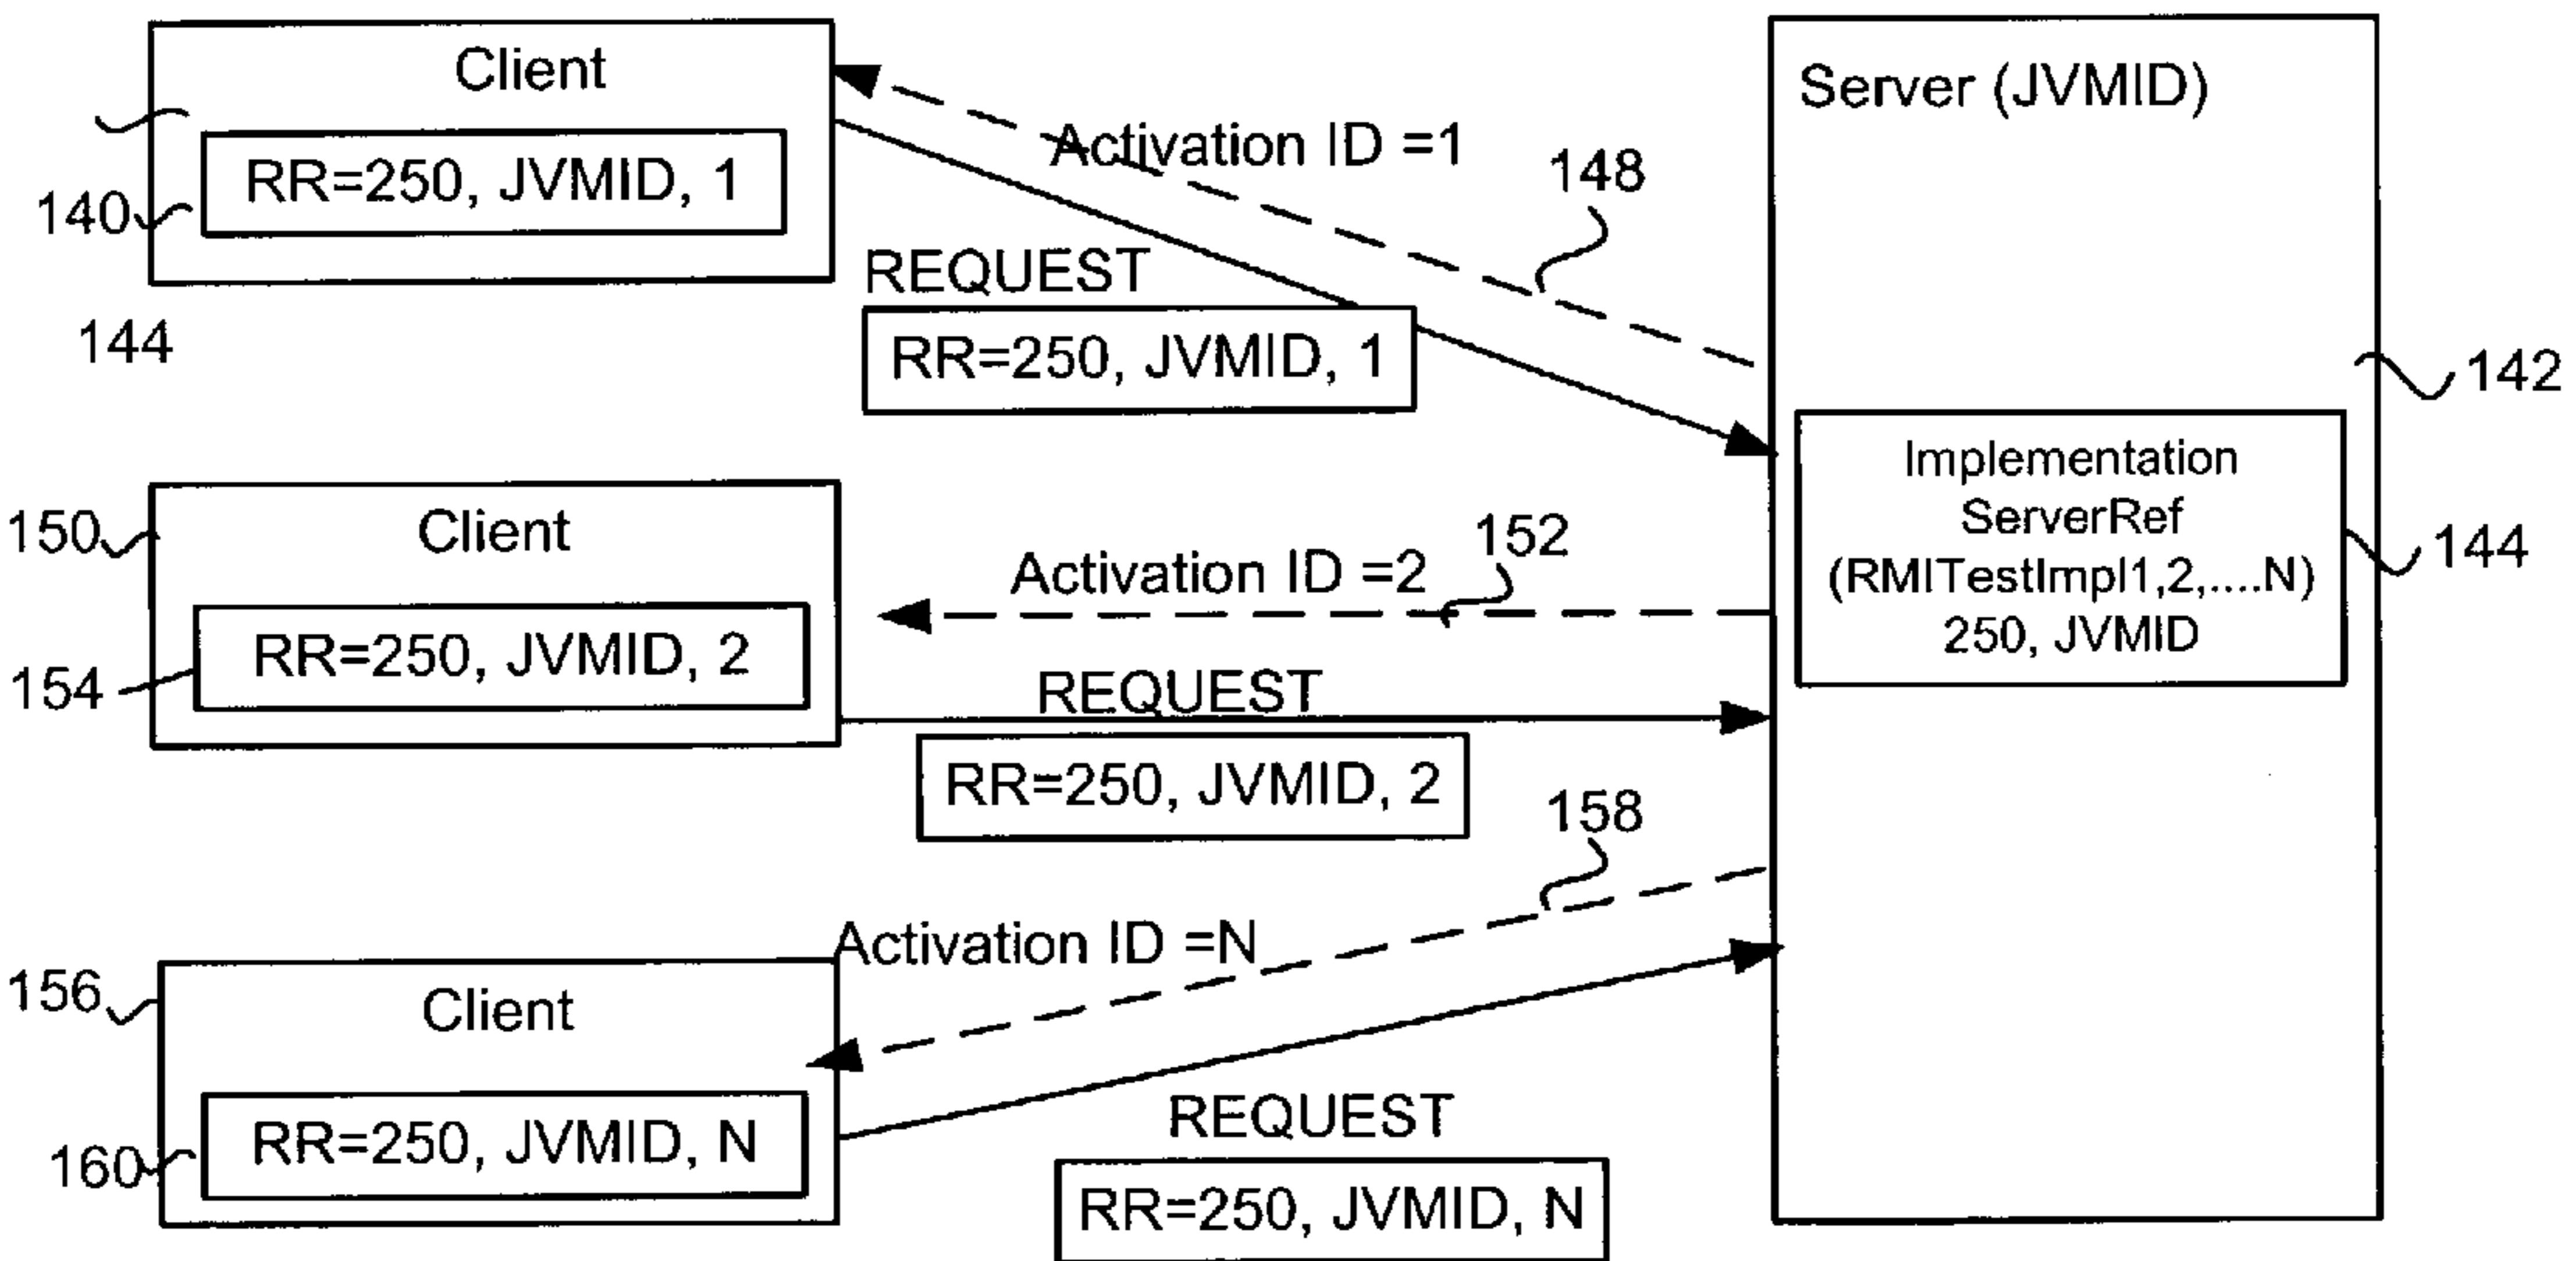 Client
Server (JVMID)
Activation ID =1
148
RR=250, JVMID, 1
140
REQUEST
144
RR=250, JVMID, 1
142
Implementation
ServerRef
(RMITestImpl1,2,....N)
250, JVMID
144
150
Client
152
Activation ID =2
RR=250, JVMID, 2
154
REQUEST
RR=250, JVMID, 2
158
Activation ID =N
156
Client
RR=250, JVMID, N
160
REQUEST
RR=250, JVMID, N